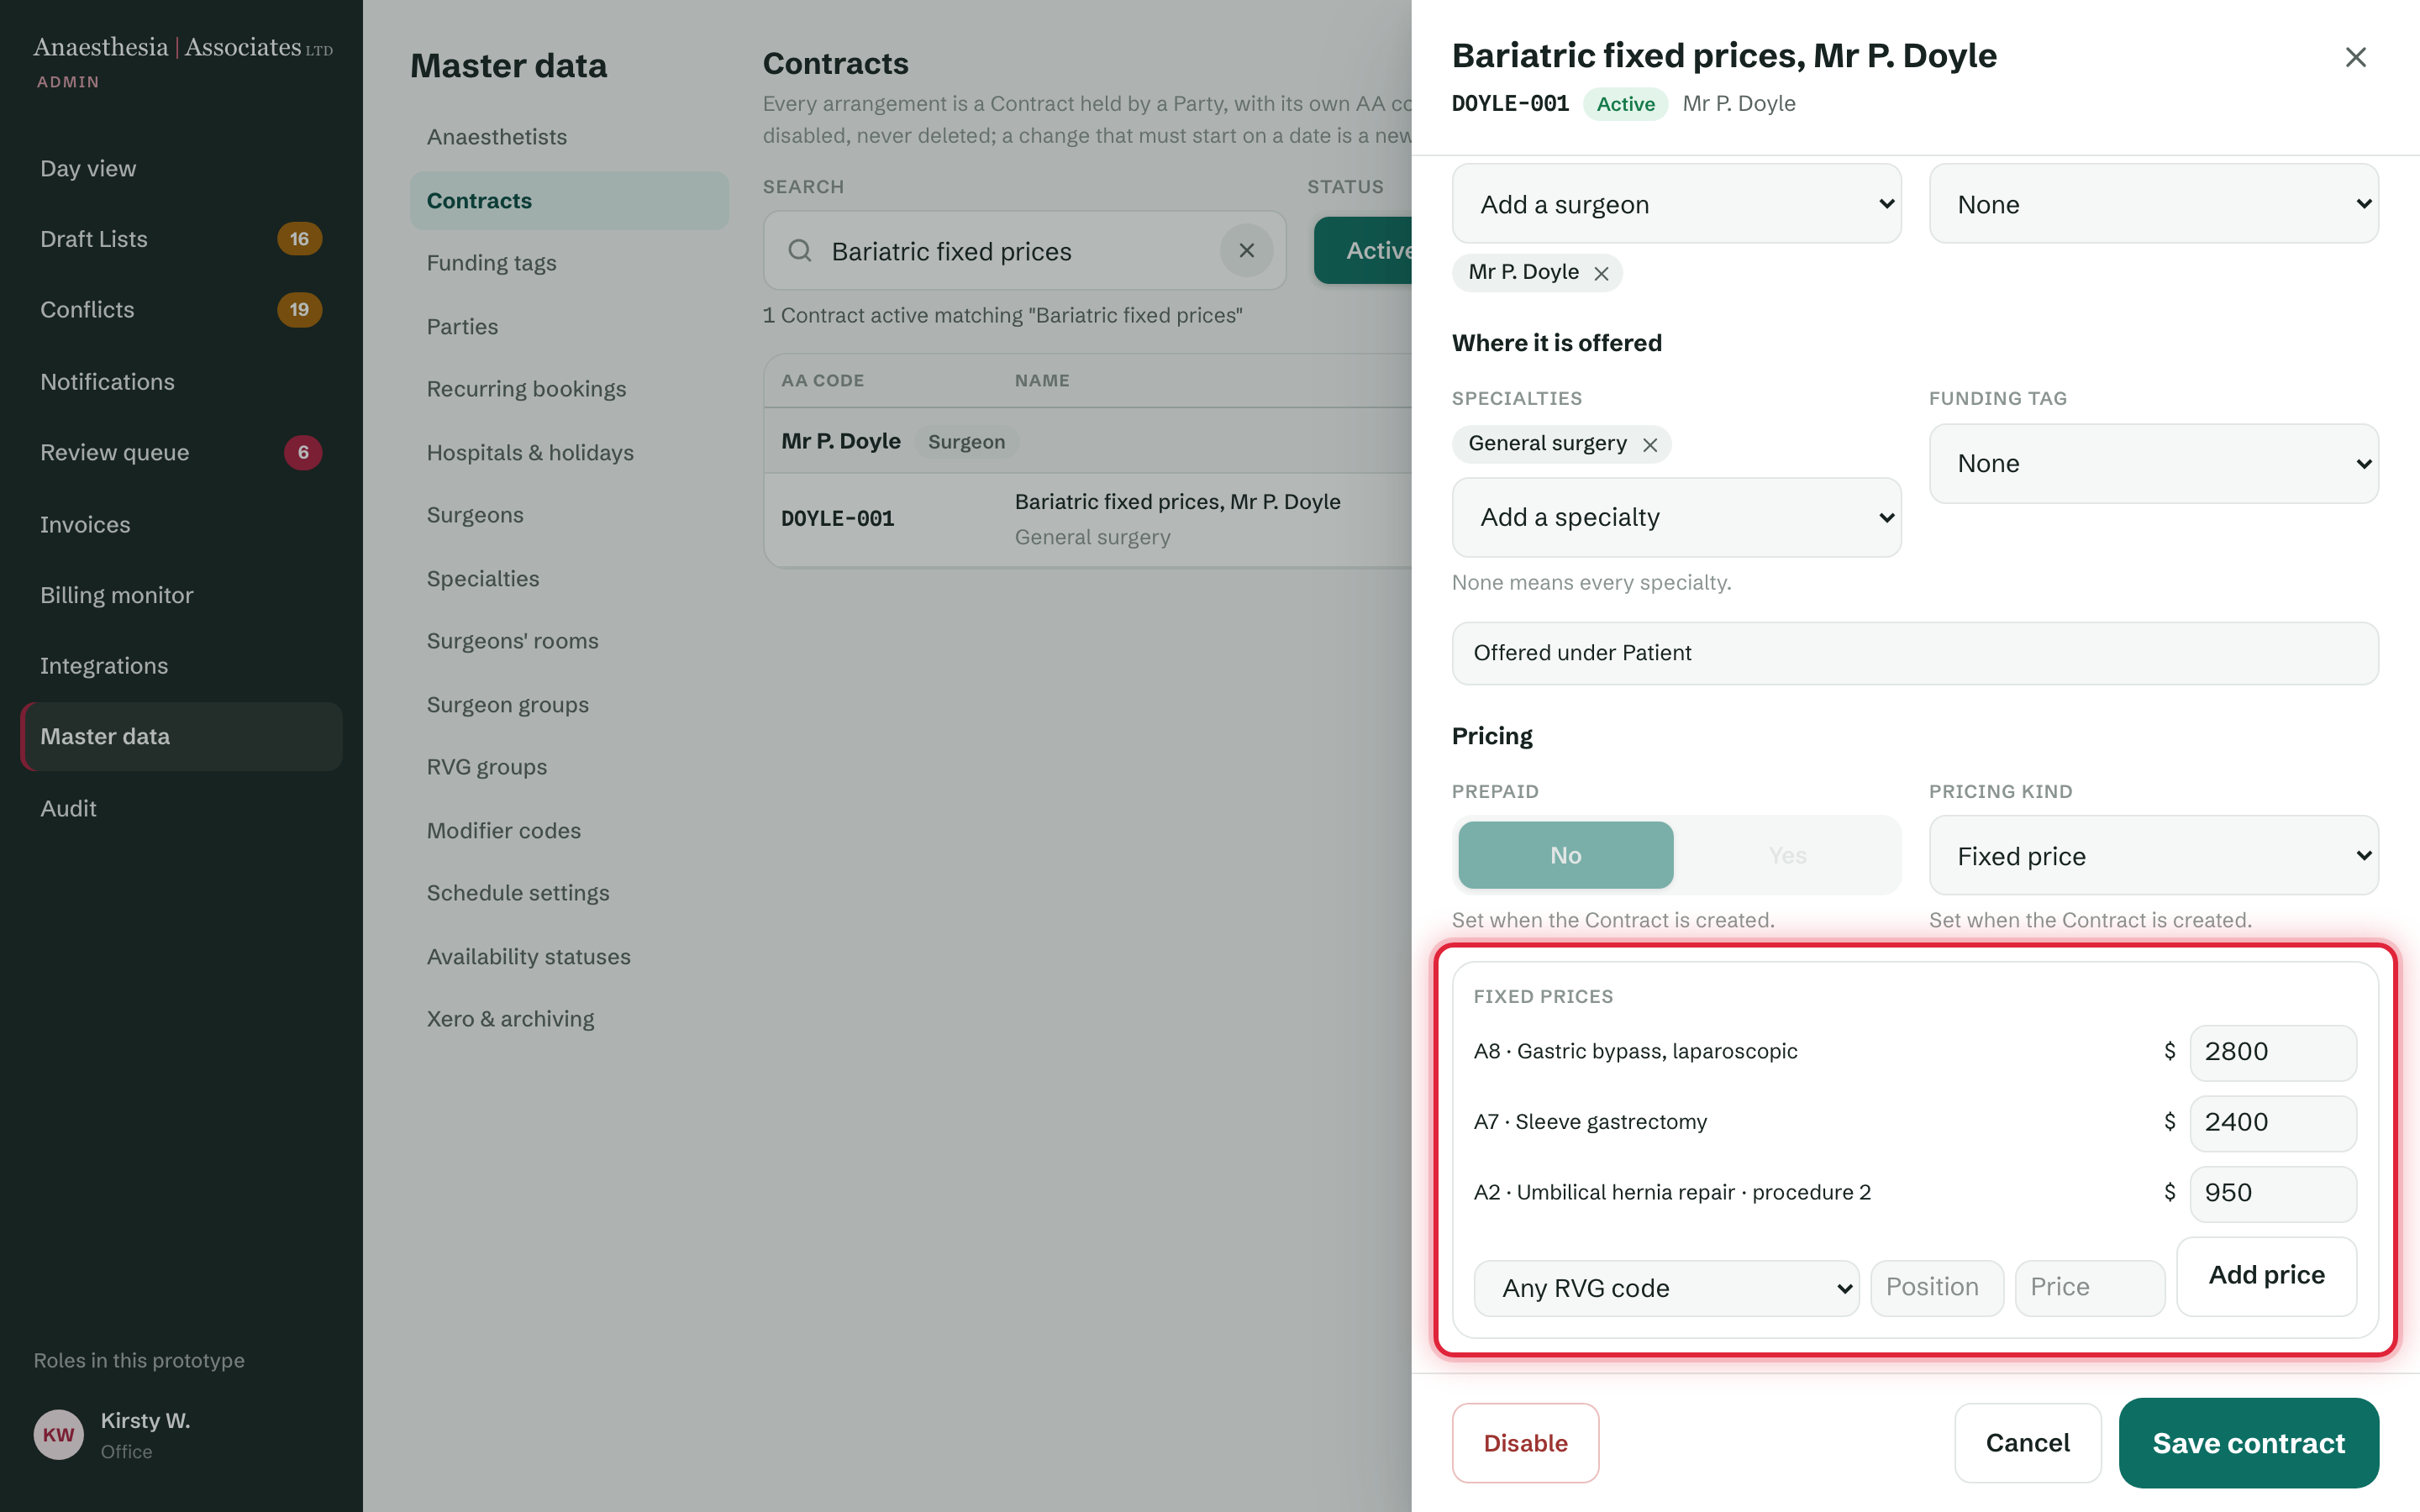 Anaesthesia | Associates LTD
ADMIN
Day view
Draft Lists 16
Conflicts 19
Notifications
Review queue 6
Invoices
Billing monitor
Integrations
Master data
Audit
Roles in this prototype
KW
Kirsty W.
Office
Master data
Anaesthetists
Contracts
Funding tags
Parties
Recurring bookings
Hospitals & holidays
Surgeons
Specialties
Surgeons' rooms
Surgeon groups
RVG groups
Modifier codes
Schedule settings
Availability statuses
Xero & archiving
Contracts
Every arrangement is a Contract held by a Party, with its own AA co
disabled, never deleted; a change that must start on a date is a new
SEARCH STATUS
Bariatric fixed prices Active
1 Contract active matching "Bariatric fixed prices"
AA CODE NAME
Mr P. Doyle Surgeon
DOYLE-001 Bariatric fixed prices, Mr P. Doyle
General surgery
Bariatric fixed prices, Mr P. Doyle
DOYLE-001 Active Mr P. Doyle
Add a surgeon None
Mr P. Doyle
Where it is offered
SPECIALTIES FUNDING TAG
General surgery None
Add a specialty
None means every specialty.
Offered under Patient
Pricing
PREPAID PRICING KIND
No Yes Fixed price
Set when the Contract is created. Set when the Contract is created.
FIXED PRICES
A8 · Gastric bypass, laparoscopic $ 2800
A7 · Sleeve gastrectomy $ 2400
A2 · Umbilical hernia repair · procedure 2 $ 950
Any RVG code Position Price Add price
Disable Cancel Save contract